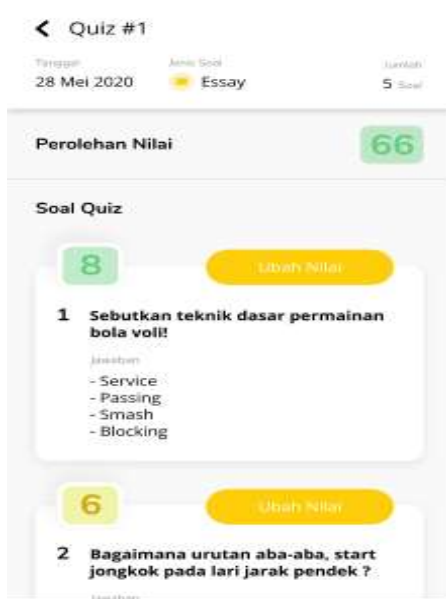 Quiz #1
Tanggal Jenis Soal Jumlah
28 Mei 2020 Essay 5 Soal
Perolehan Nilai 66
Soal Quiz
8 Ubah Nilai
1 Sebutkan teknik dasar permainan
bola voli!
Jawaban
- Service
- Passing
- Smash
- Blocking
6 Ubah Nilai
2 Bagaimana urutan aba-aba, start
jongkok pada lari jarak pendek ?
Jawaban